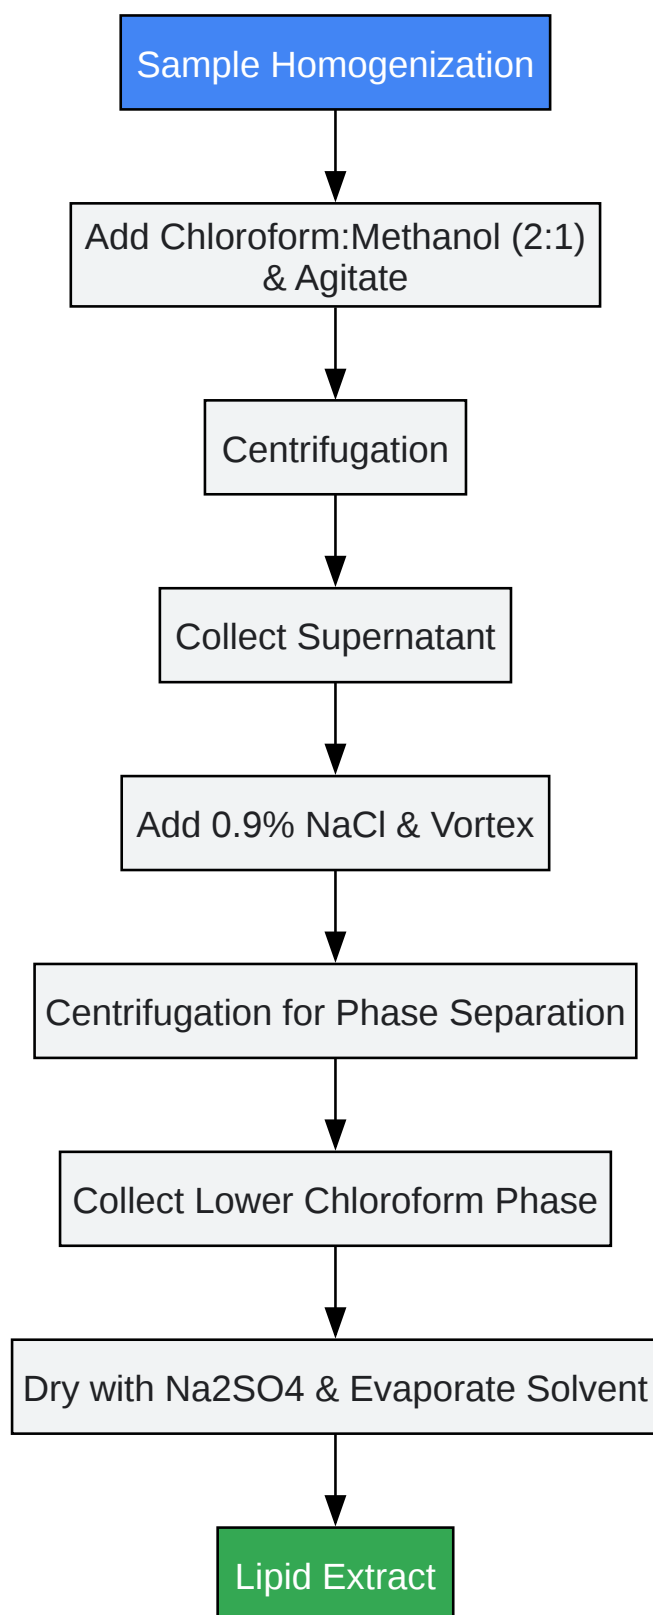 Sample Homogenization
Add Chloroform:Methanol (2:1)
& Agitate
Centrifugation
Collect Supernatant
Add 0.9% NaCl & Vortex
Centrifugation for Phase Separation
Collect Lower Chloroform Phase
Dry with Na2SO4 & Evaporate Solvent
Lipid Extract